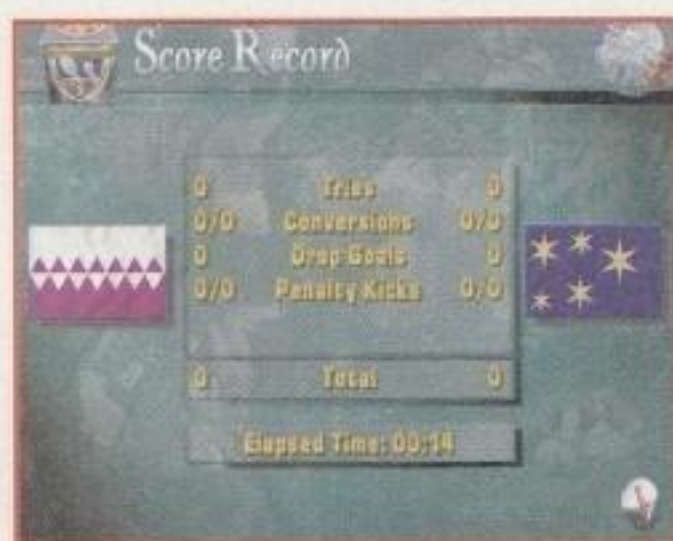 Score Record
0 Tries 0
0/0 Conversions 0/0
0 Drop Goals 0
0/0 Penalty Kicks 0/0
0 Total 0
Elapsed Time: 00:14